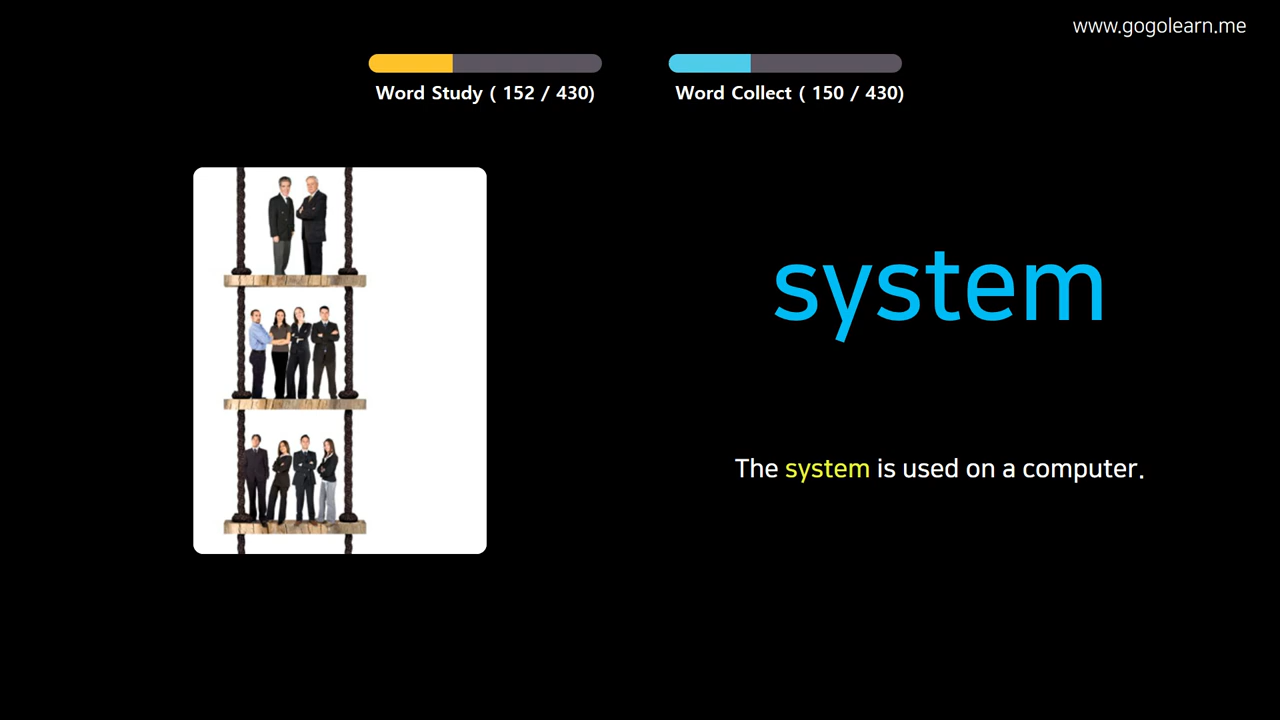 www.gogolearn.me
Word Study ( 152 / 430)
Word Collect ( 150 / 430)
system
The system is used on a computer.